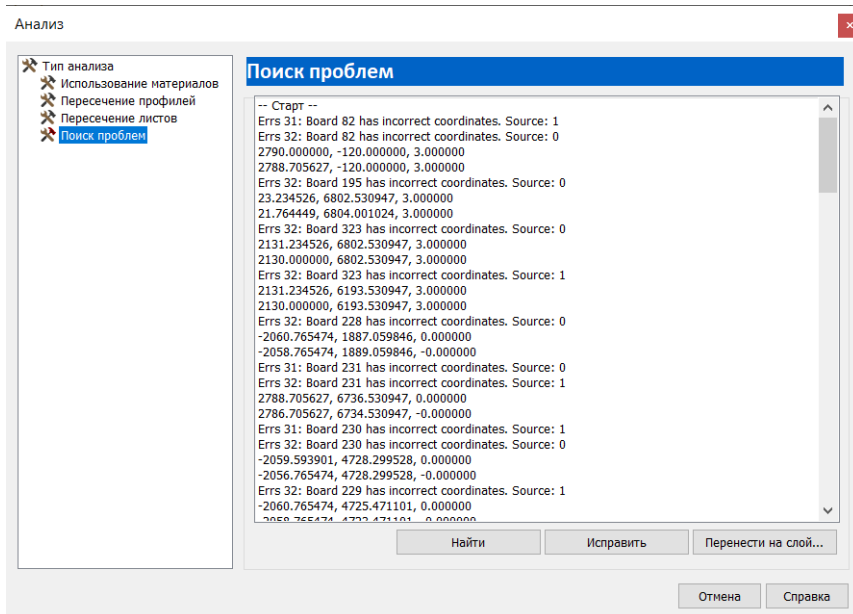 Анализ
Тип анализа
Использование материалов
Пересечение профилей
Пересечение листов
Поиск проблем
Поиск проблем
-- Старт --
Errs 31: Board 82 has incorrect coordinates. Source: 1
Errs 32: Board 82 has incorrect coordinates. Source: 0
2790.000000, -120.000000, 3.000000
2788.705627, -120.000000, 3.000000
Errs 32: Board 195 has incorrect coordinates. Source: 0
23.234526, 6802.530947, 3.000000
21.764449, 6804.001024, 3.000000
Errs 32: Board 323 has incorrect coordinates. Source: 0
2131.234526, 6802.530947, 3.000000
2130.000000, 6802.530947, 3.000000
Errs 32: Board 323 has incorrect coordinates. Source: 1
2131.234526, 6193.530947, 3.000000
2130.000000, 6193.530947, 3.000000
Errs 32: Board 228 has incorrect coordinates. Source: 0
-2060.765474, 1887.059846, 0.000000
-2058.765474, 1889.059846, -0.000000
Errs 31: Board 231 has incorrect coordinates. Source: 0
Errs 32: Board 231 has incorrect coordinates. Source: 1
2788.705627, 6736.530947, 0.000000
2786.705627, 6734.530947, -0.000000
Errs 31: Board 230 has incorrect coordinates. Source: 1
Errs 32: Board 230 has incorrect coordinates. Source: 0
-2059.593901, 4728.299528, 0.000000
-2056.765474, 4728.299528, -0.000000
Errs 32: Board 229 has incorrect coordinates. Source: 1
-2060.765474, 4725.471101, 0.000000
Найти
Исправить
Перенести на слой...
Отмена
Справка